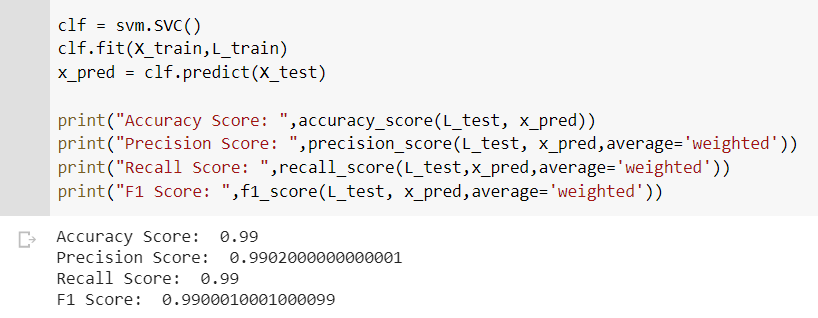 clf = svm.SVC()
clf.fit(X_train,L_train)
x_pred = clf.predict(X_test)
print("Accuracy Score: ",accuracy_score(L_test, x_pred))
print("Precision Score: ",precision_score(L_test, x_pred,average='weighted'))
print("Recall Score: ",recall_score(L_test,x_pred,average='weighted'))
print("F1 Score: ",f1_score(L_test, x_pred,average='weighted'))
Accuracy Score:  0.99
Precision Score:  0.9902000000000001
Recall Score:  0.99
F1 Score:  0.9900010001000099